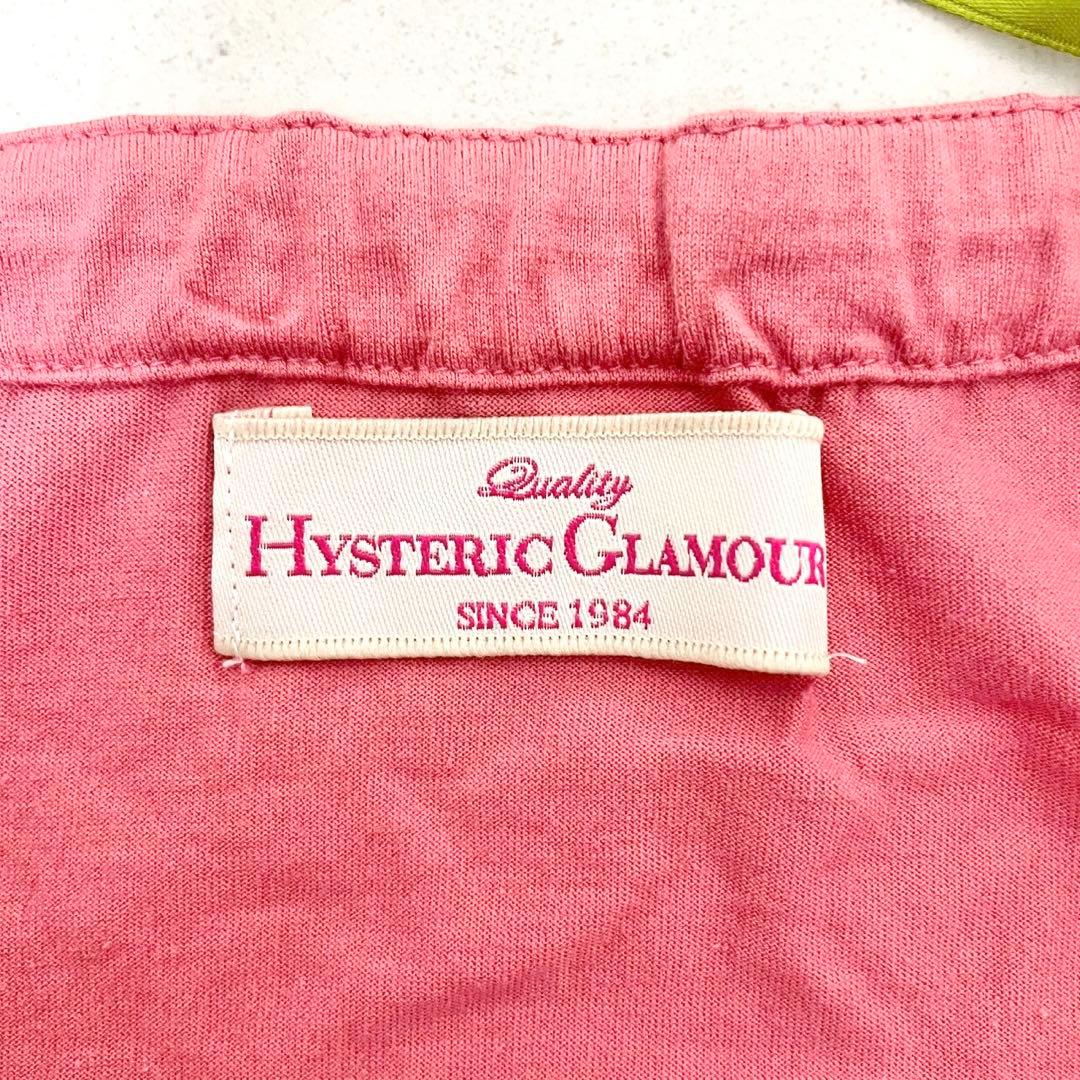 Quality
HYSTERIC GLAMOUR
SINCE 1984